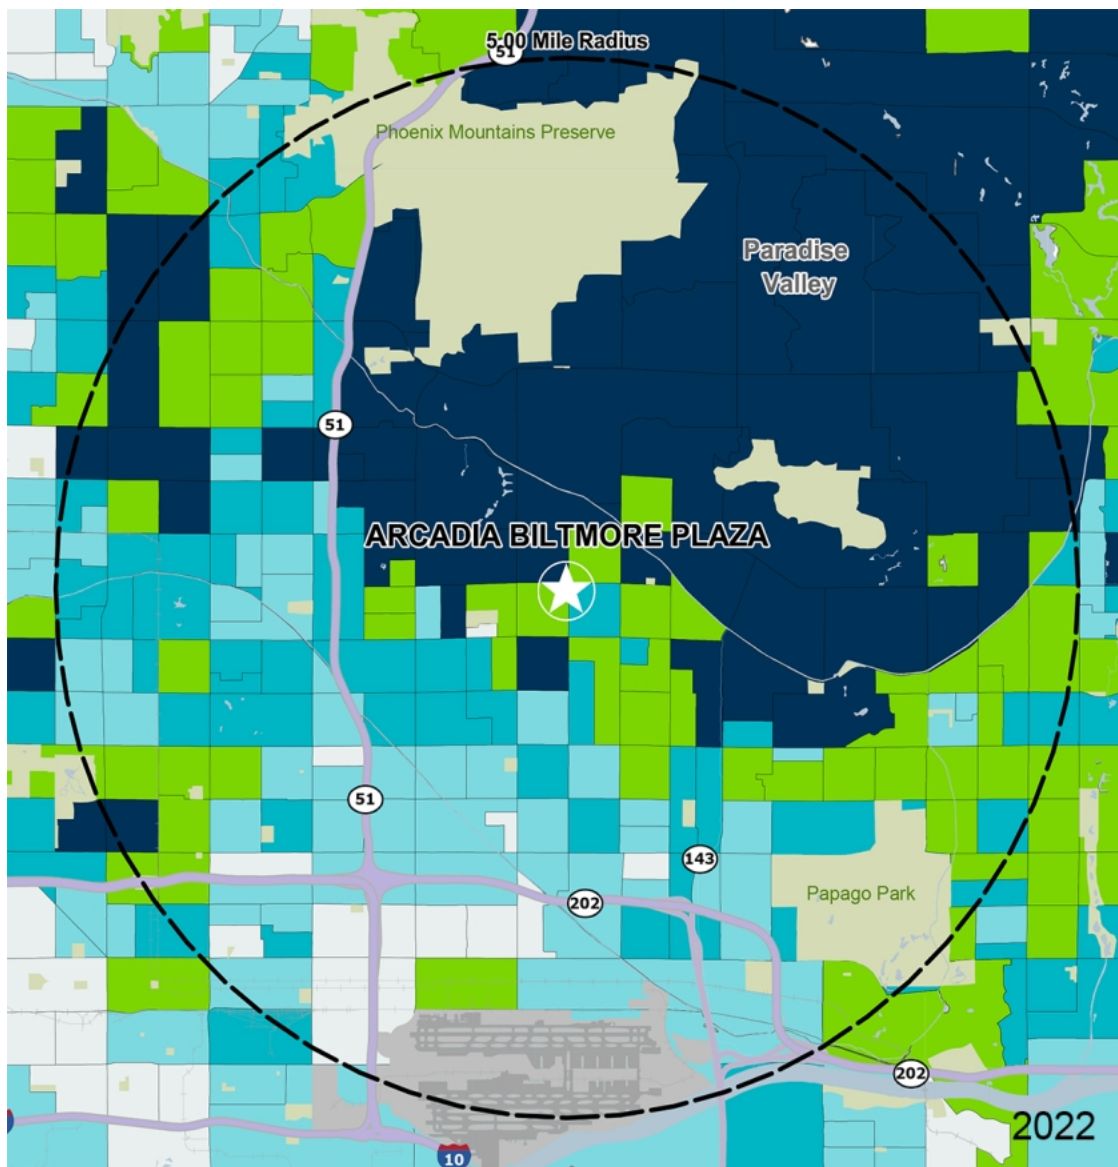 5.00 Mile Radius
51
Phoenix Mountains Preserve
Paradise
Valley
51
ARCADIA BILTMORE PLAZA
51
143
Papago Park
202
202
2022
10